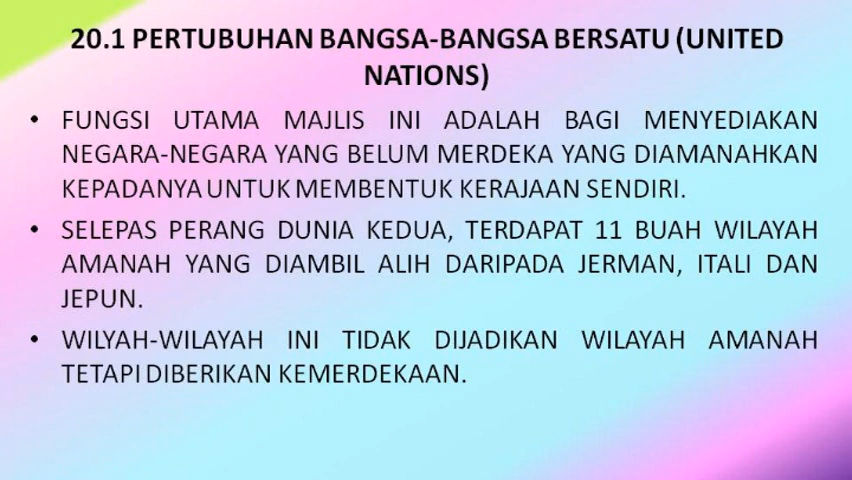 20.1 PERTUBUHAN BANGSA-BANGSA BERSATU (UNITED
NATIONS)
• FUNGSI UTAMA MAJLIS INI ADALAH BAGI MENYEDIAKAN
NEGARA-NEGARA YANG BELUM MERDEKA YANG DIAMANAHKAN
KEPADANYA UNTUK MEMBENTUK KERAJAAN SENDIRI.
• SELEPAS PERANG DUNIA KEDUA, TERDAPAT 11 BUAH WILAYAH
AMANAH YANG DIAMBIL ALIH DARIPADA JERMAN, ITALI DAN
JEPUN.
• WILYAH-WILAYAH INI TIDAK DIJADIKAN WILAYAH AMANAH
TETAPI DIBERIKAN KEMERDEKAAN.